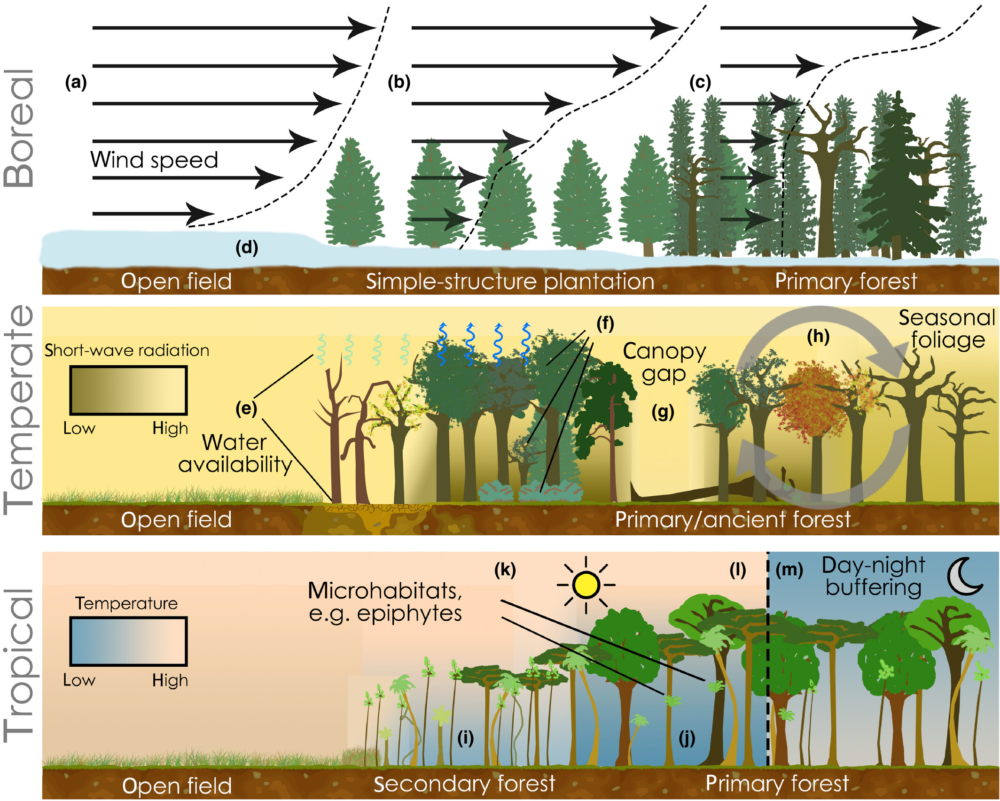 Boreal
(a)
(b)
(c)
Wind speed
(d)
Open field
Simple-structure plantation
Primary forest
Temperate
Short-wave radiation
Low
High
(e)
Water
availability
(f)
Canopy
gap
(g)
(h)
Seasonal
foliage
Open field
Primary/ancient forest
Tropical
Temperature
Low
High
Microhabitats,
e.g. epiphytes
(k)
(l)
(m)
Day-night
buffering
(i)
(j)
Open field
Secondary forest
Primary forest